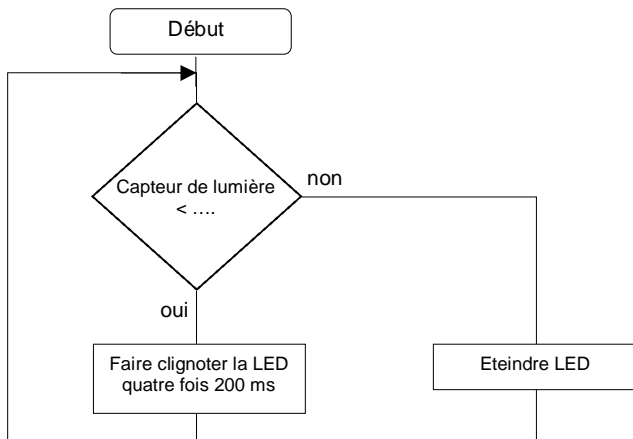 Début
Capteur de lumière
< ....
non
oui
Faire clignoter la LED
quatre fois 200 ms
Eteindre LED